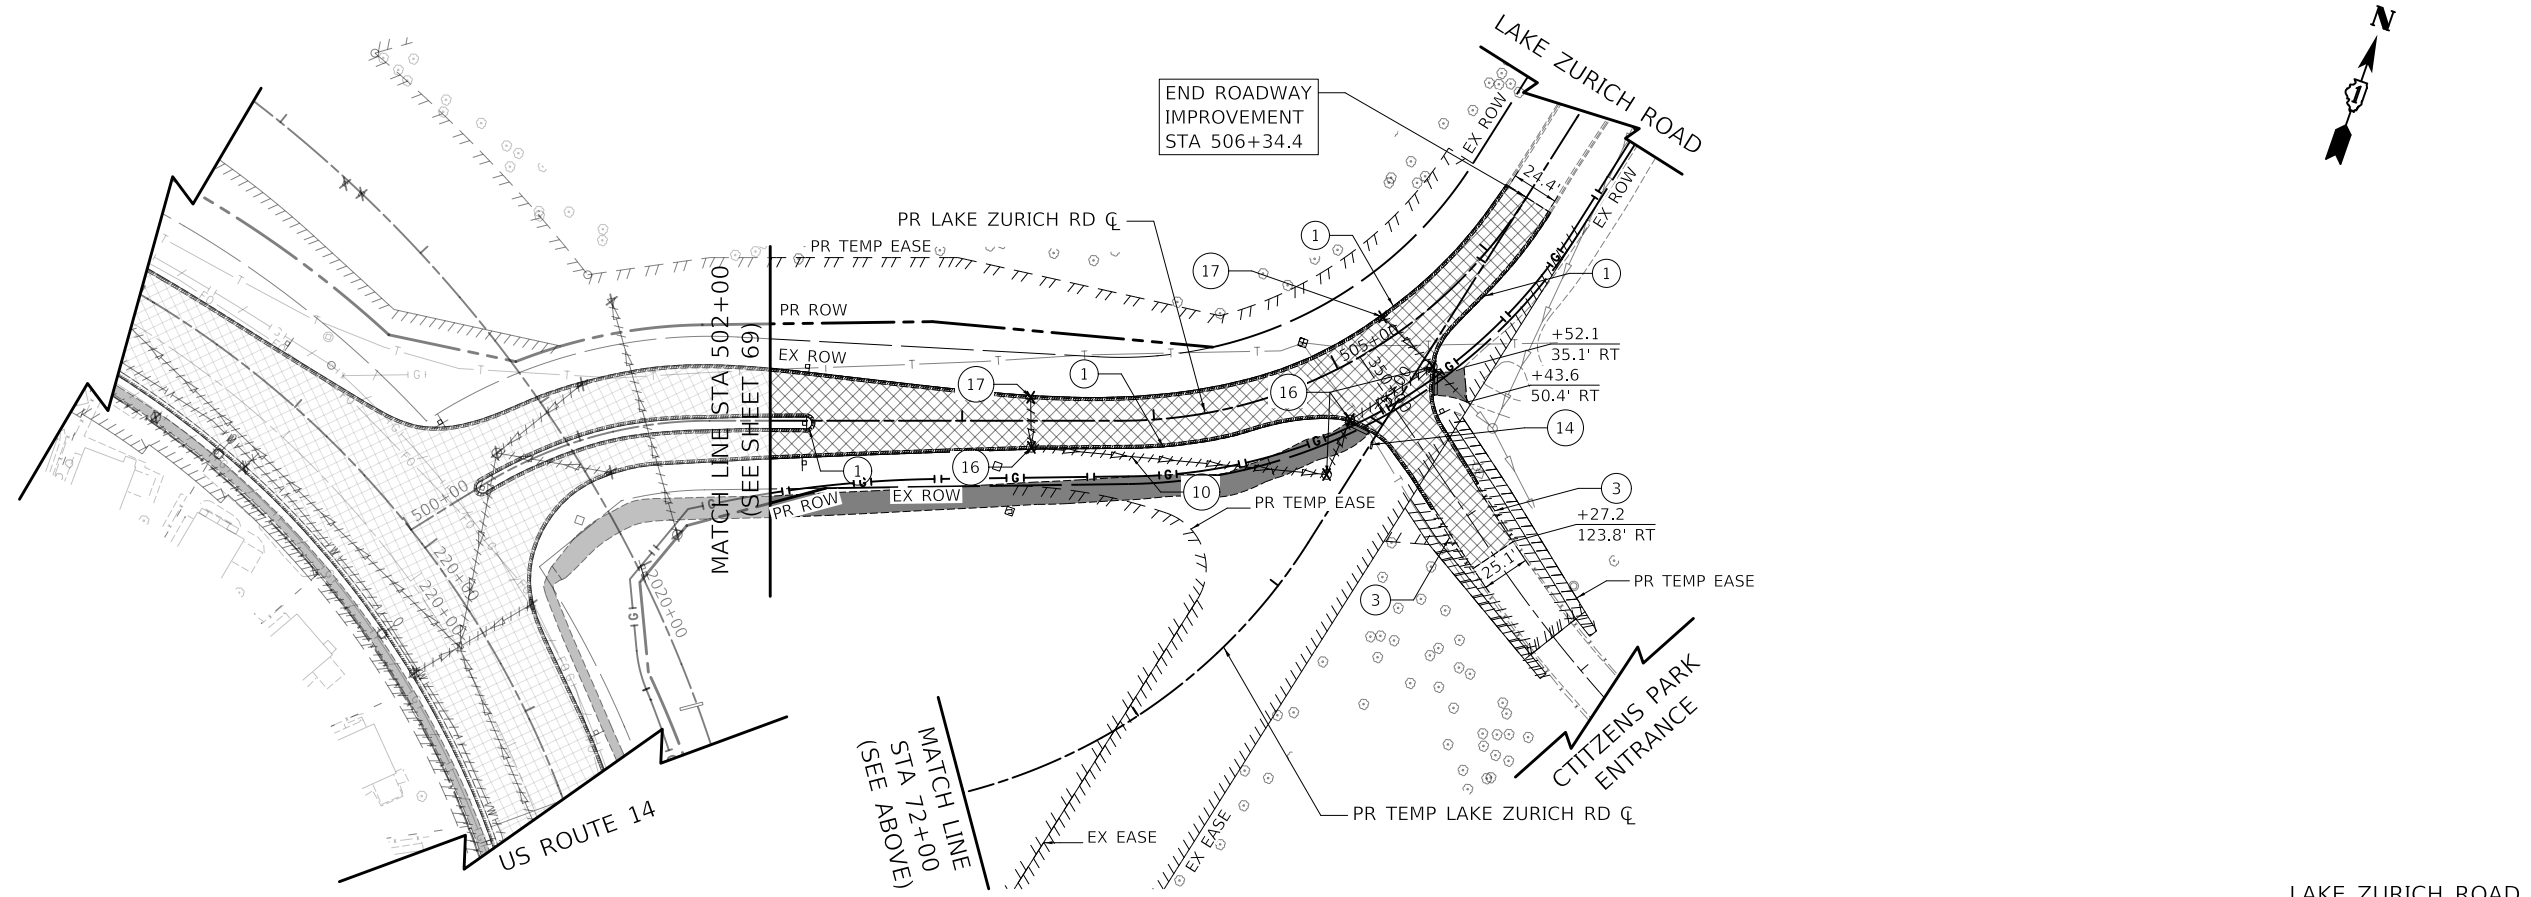 N
1
LAKE ZURICH ROAD
END ROADWAY
IMPROVEMENT
STA 506+34.4
EX ROW
24.4'
EX ROW
PR LAKE ZURICH RD ℄
1
17
1
PR TEMP EASE
PR ROW
EX ROW
MATCH LINE STA 502+00
(SEE SHEET 69)
505+00
+52.1
35.1' RT
+43.6
50.4' RT
17
1
16
14
16
1
10
PR ROW
EX ROW
PR TEMP EASE
3
+27.2
123.8' RT
25.1'
PR TEMP EASE
3
500+00
220+00
220+00
2020+00
CTITZENS PARK
ENTRANCE
MATCH LINE
STA 72+00
(SEE ABOVE)
PR TEMP LAKE ZURICH RD ℄
EX EASE
EX EASE
US ROUTE 14
LAKE ZURICH ROAD